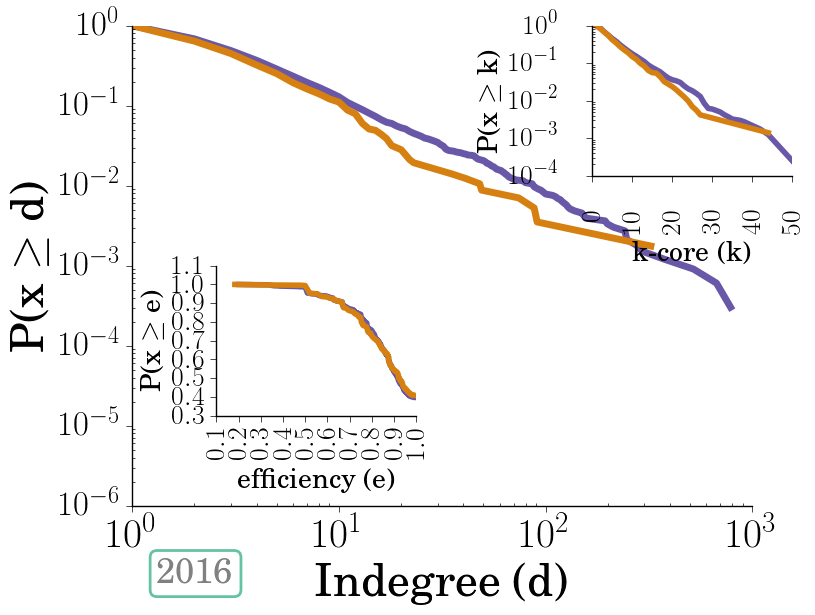 10^0
10^-1
10^-2
10^-3
10^-4
10^-5
10^-6
P(x ≥ d)
10^0 10^1 10^2 10^3
Indegree (d)
2016
10^0
10^-1
10^-2
10^-3
10^-4
P(x ≥ k)
0 10 20 30 40 50
k-core (k)
1.1
1.0
0.9
0.8
0.7
0.6
0.5
0.4
0.3
P(x ≥ e)
0.1 0.2 0.3 0.4 0.5 0.6 0.7 0.8 0.9 1.0
efficiency (e)